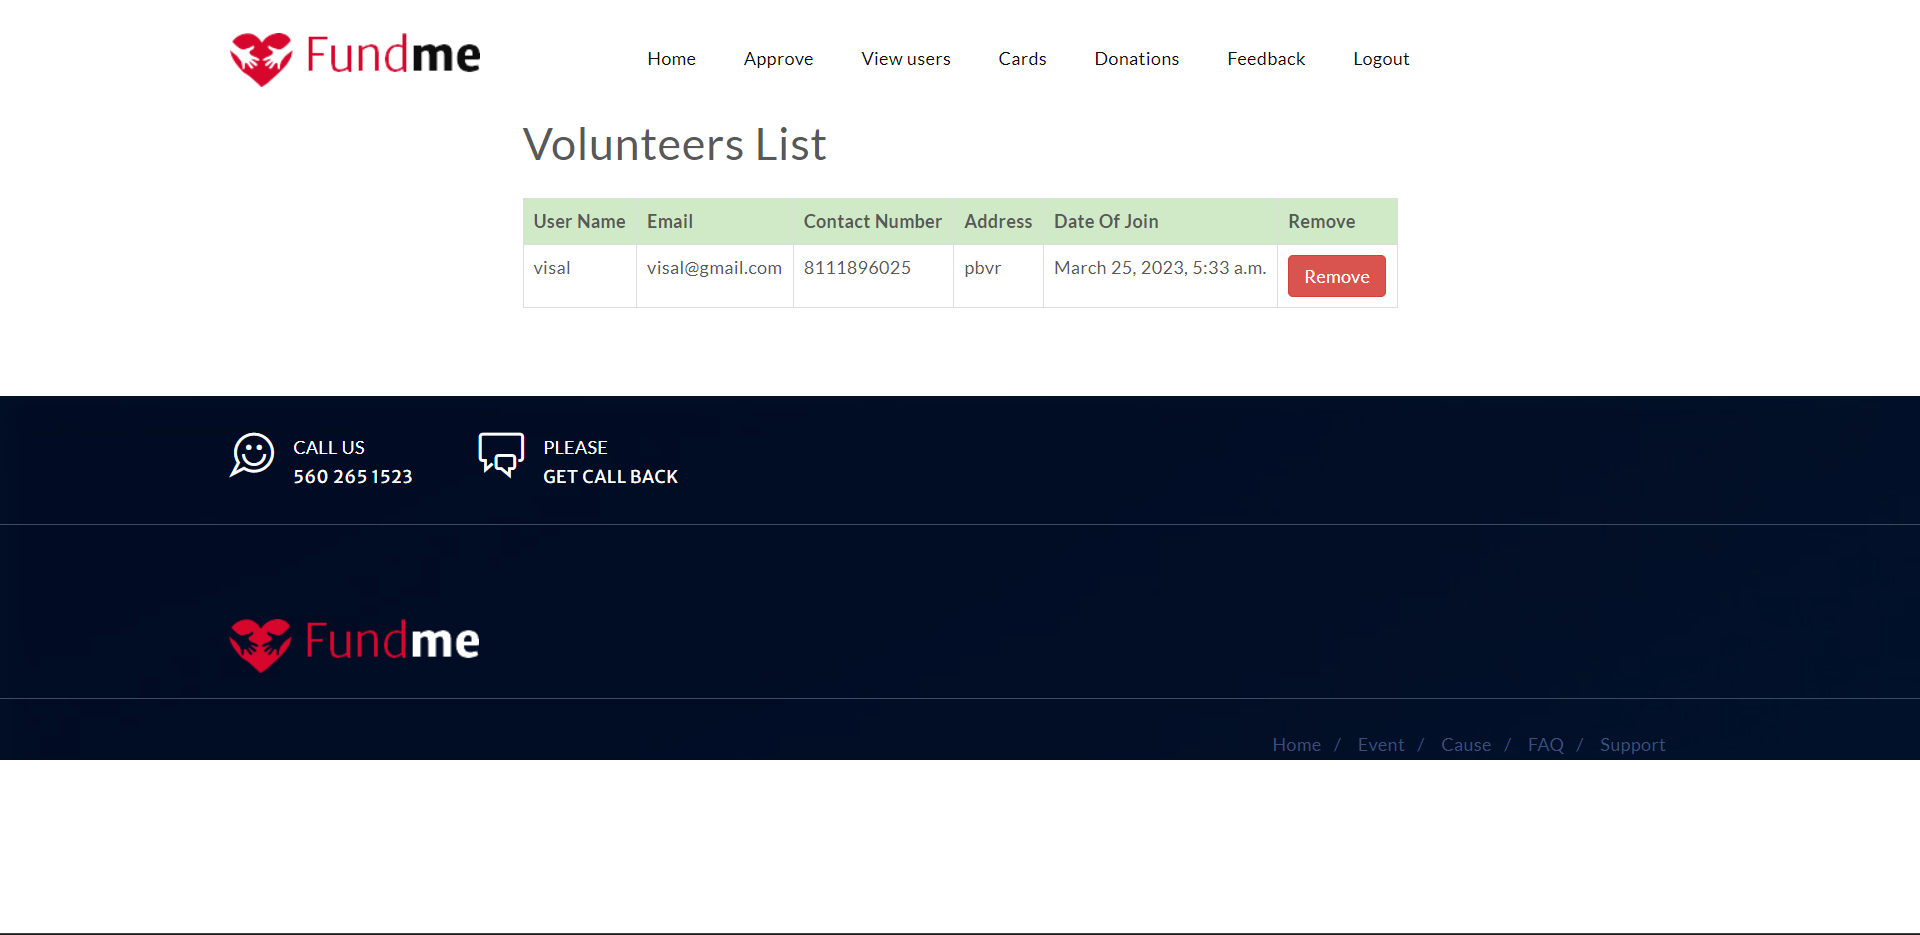 Fundme
Home Approve View users Cards Donations Feedback Logout
Volunteers List
User Name Email Contact Number Address Date Of Join Remove
visal visal@gmail.com 8111896025 pbvr March 25, 2023, 5:33 a.m. Remove
CALL US
560 265 1523
PLEASE
GET CALL BACK
Fundme
Home / Event / Cause / FAQ / Support